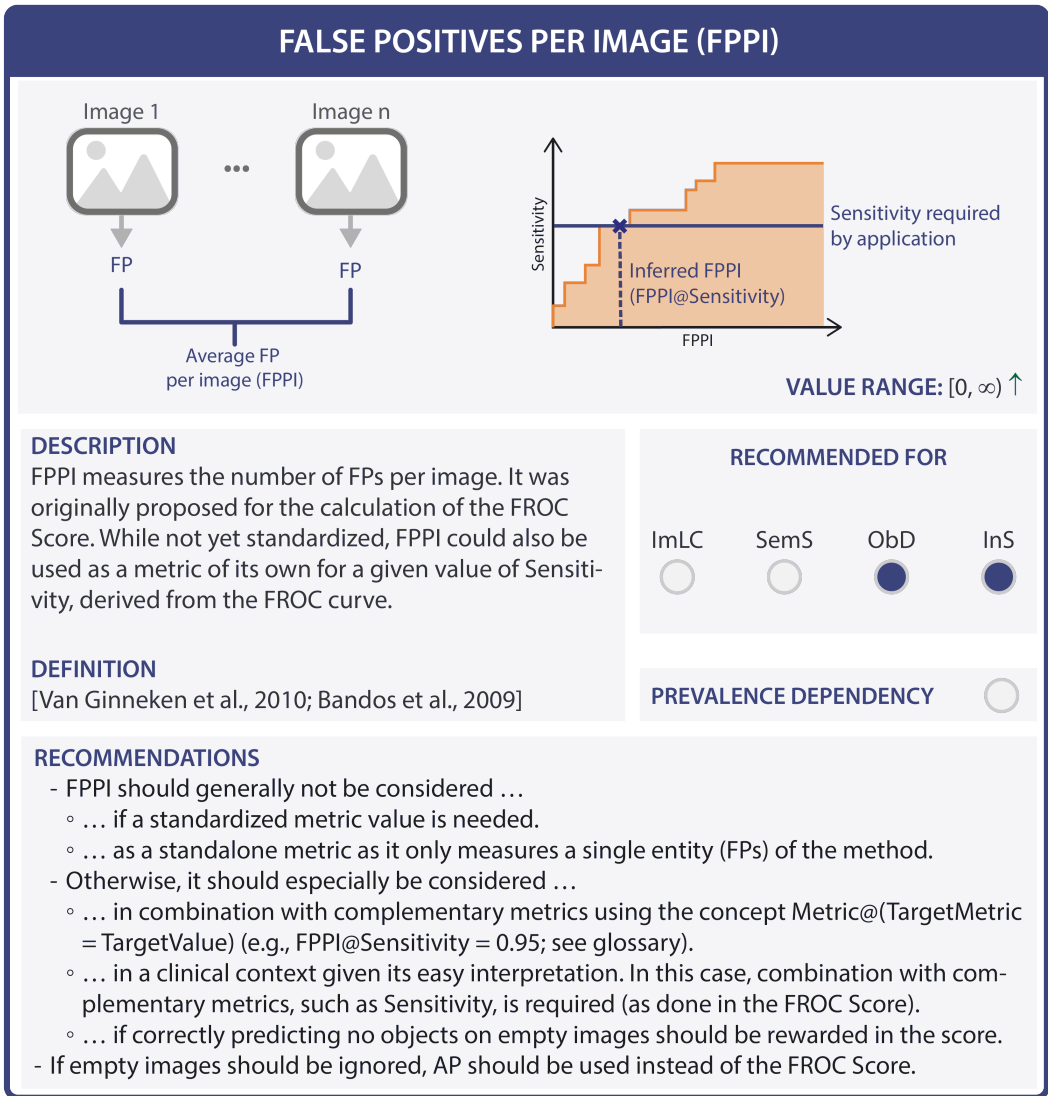 FALSE POSITIVES PER IMAGE (FPPI)
Image 1
Image n
...
FP
FP
Average FP
per image (FPPI)
Sensitivity
Sensitivity required
by application
Inferred FPPI
(FPPI@Sensitivity)
FPPI
VALUE RANGE: [0, ∞) ↑
DESCRIPTION
FPPI measures the number of FPs per image. It was
originally proposed for the calculation of the FROC
Score. While not yet standardized, FPPI could also be
used as a metric of its own for a given value of Sensiti-
vity, derived from the FROC curve.
DEFINITION
[Van Ginneken et al., 2010; Bandos et al., 2009]
RECOMMENDED FOR
ImLC SemS ObD InS
PREVALENCE DEPENDENCY
RECOMMENDATIONS
- FPPI should generally not be considered …
◦ … if a standardized metric value is needed.
◦ … as a standalone metric as it only measures a single entity (FPs) of the method.
- Otherwise, it should especially be considered …
◦ … in combination with complementary metrics using the concept Metric@(TargetMetric
= TargetValue) (e.g., FPPI@Sensitivity = 0.95; see glossary).
◦ … in a clinical context given its easy interpretation. In this case, combination with com-
plementary metrics, such as Sensitivity, is required (as done in the FROC Score).
◦ … if correctly predicting no objects on empty images should be rewarded in the score.
- If empty images should be ignored, AP should be used instead of the FROC Score.